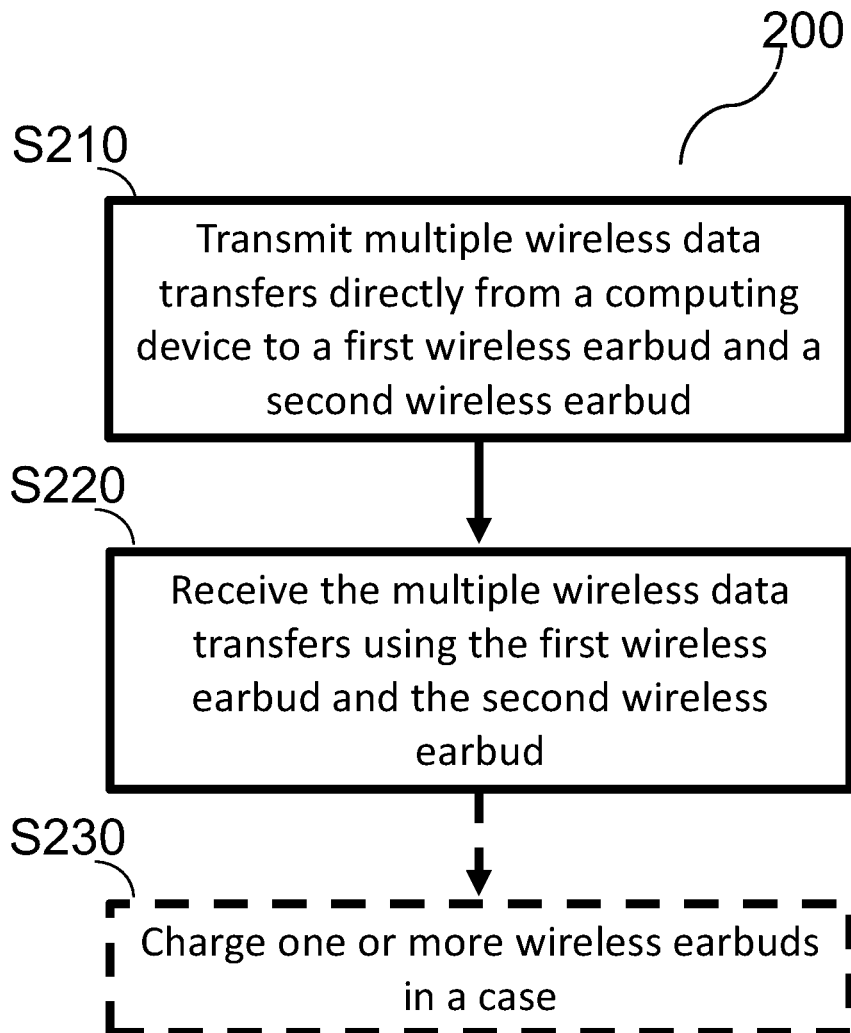 200
S210
Transmit multiple wireless data
transfers directly from a computing
device to a first wireless earbud and a
second wireless earbud
S220
Receive the multiple wireless data
transfers using the first wireless
earbud and the second wireless
earbud
S230
Charge one or more wireless earbuds
in a case